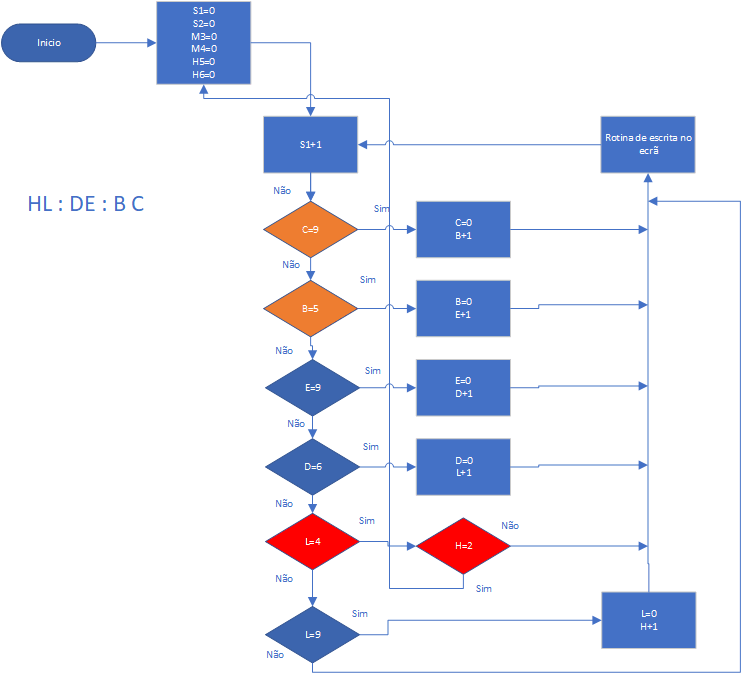 S1=0
S2=0
M3=0
M4=0
H5=0
H6=0
Inicio
S1+1
Rotina de escrita no
ecrã
HL : DE : B C
Não
Sim
C=9
C=0
B+1
Não
Sim
B=5
B=0
E+1
Não
Sim
E=9
E=0
D+1
Não
Sim
D=6
D=0
L+1
Não
Sim
L=4
H=2
Não
Não
Sim
Sim
L=9
L=0
H+1
Não